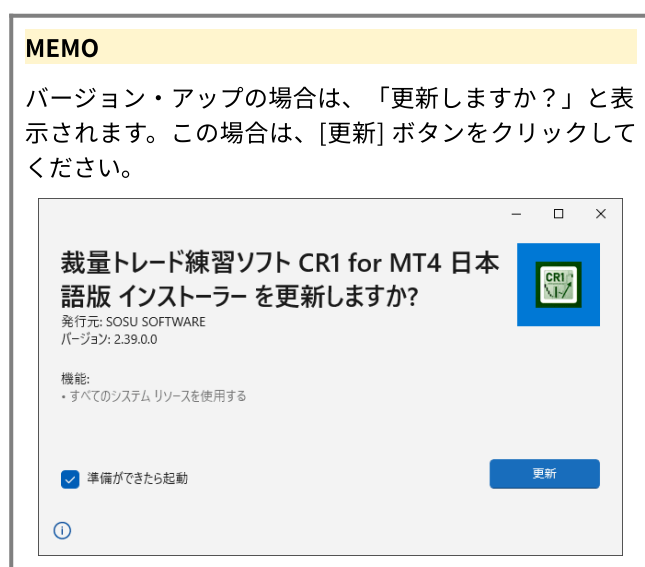 MEMO
バージョン・アップの場合は、「更新しますか？」と表
示されます。この場合は、[更新] ボタンをクリックして
ください。
裁量トレード練習ソフト CR1 for MT4 日本
語版 インストーラー を更新しますか?
CR1
発行元: SOSU SOFTWARE
バージョン: 2.39.0.0
機能:
・すべてのシステム リソースを使用する
準備ができたら起動
更新